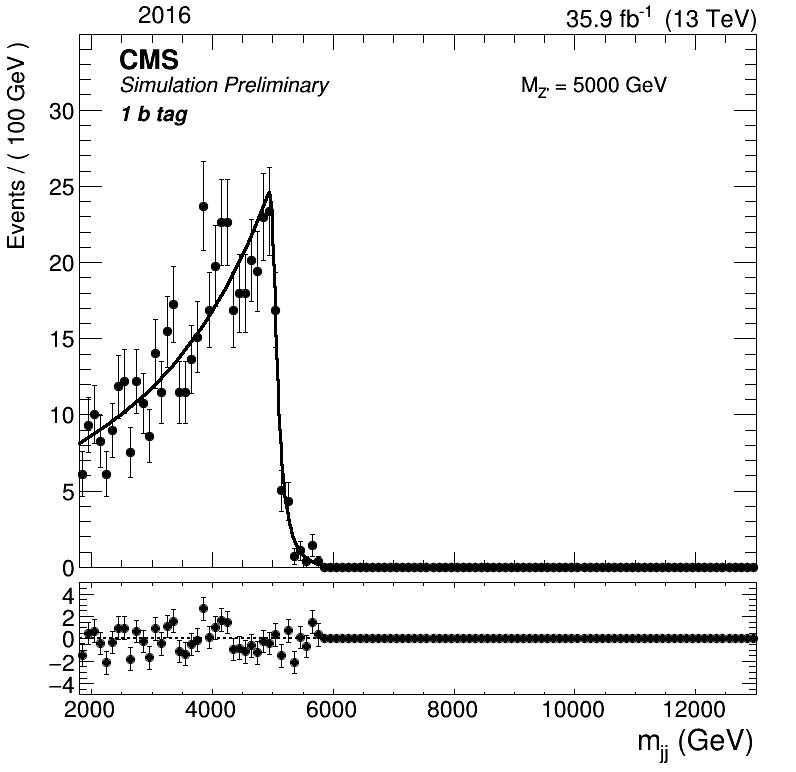 2016
35.9 fb⁻¹ (13 TeV)
CMS
Simulation Preliminary
M_Z' = 5000 GeV
1 b tag
Events / ( 100 GeV )
30
25
20
15
10
5
0
4
2
0
−2
−4
2000 4000 6000 8000 10000 12000
m_jj (GeV)